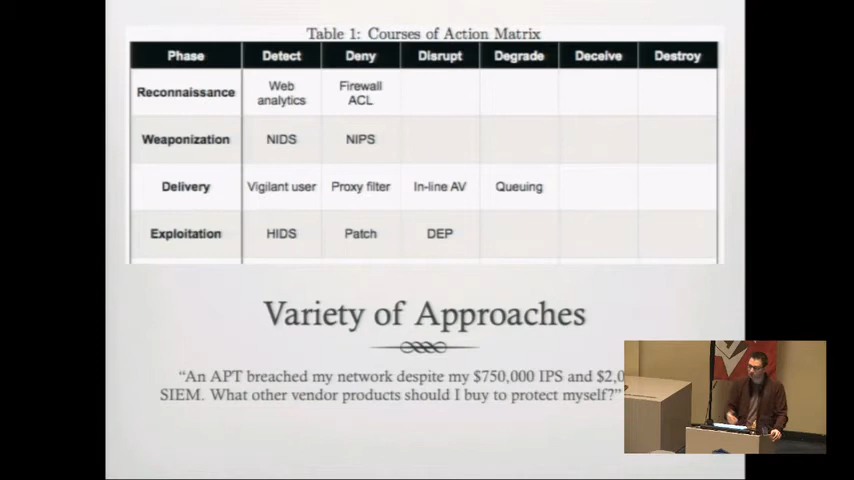 Table 1: Courses of Action Matrix
Phase Detect Deny Disrupt Degrade Deceive Destroy
Reconnaissance Web analytics Firewall ACL
Weaponization NIDS NIPS
Delivery Vigilant user Proxy filter In-line AV Queuing
Exploitation HIDS Patch DEP
Variety of Approaches
“An APT breached my network despite my $750,000 IPS and
SIEM. What other vendor products should I buy to protect myself?”